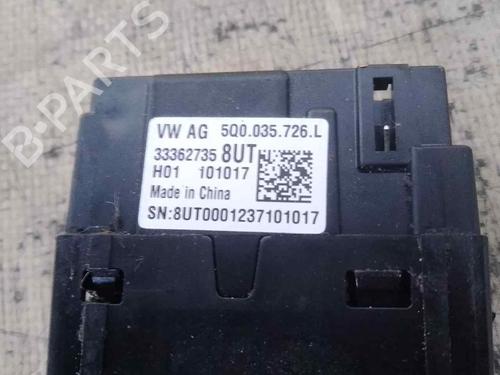 VW AG 5Q0.035.726.L
33362735 8UT
H01 101017
Made in China
SN:8UT0001237101017
B-PARTS